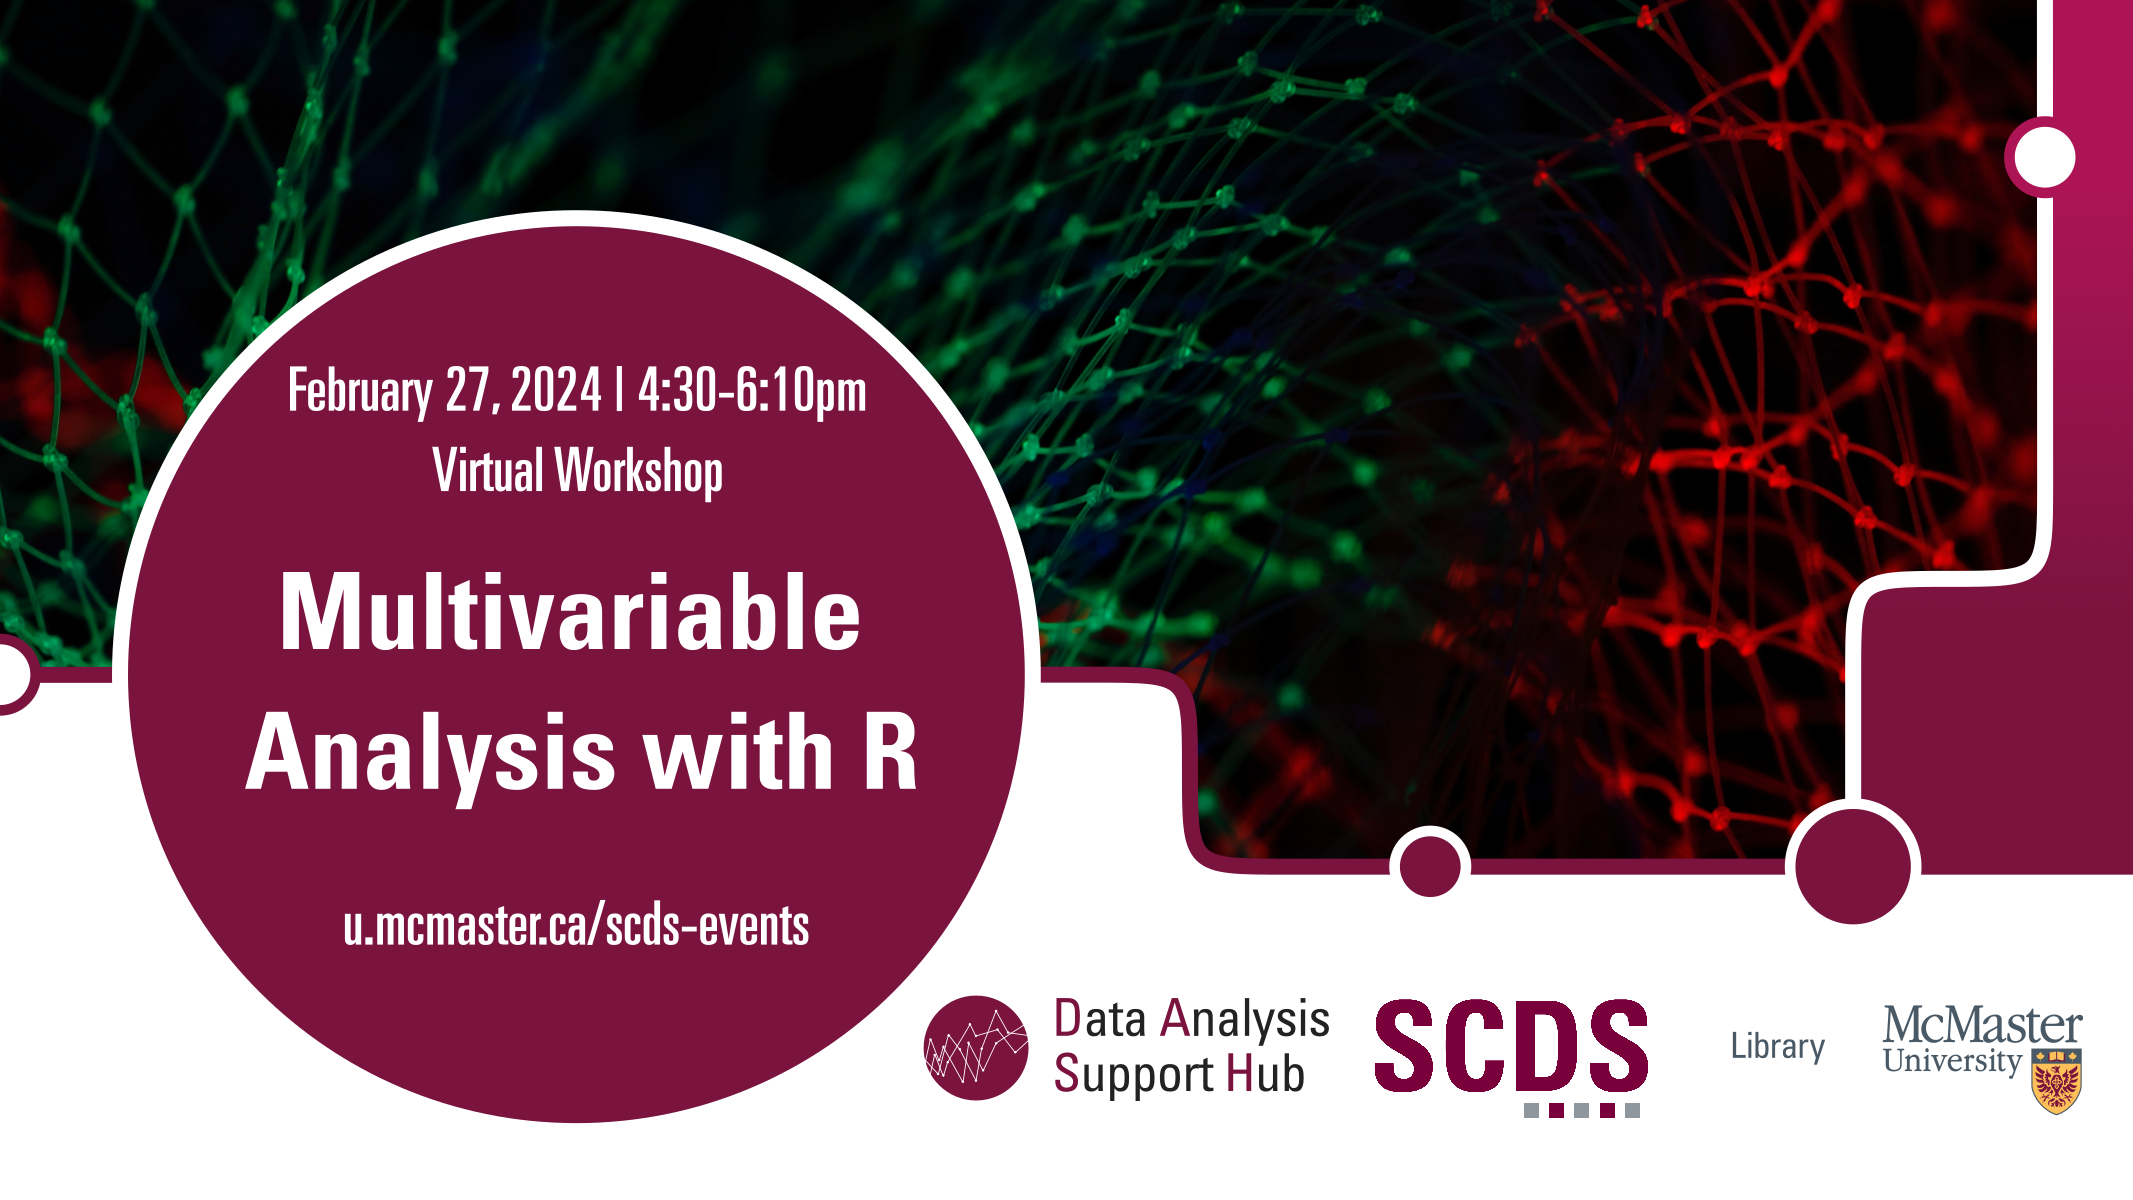 February 27, 2024 | 4:30-6:10pm
Virtual Workshop
Multivariable
Analysis with R
u.mcmaster.ca/scds-events
Data Analysis
Support Hub
SCDS
Library
McMaster
University